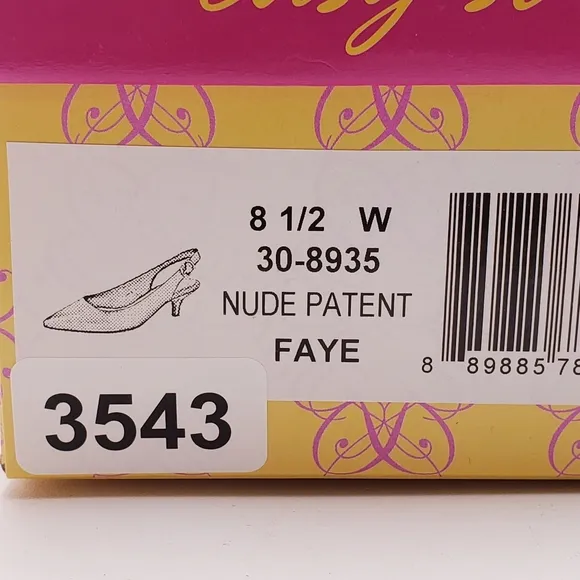 8 1/2 W
30-8935
NUDE PATENT
FAYE
8 89885 78
3543